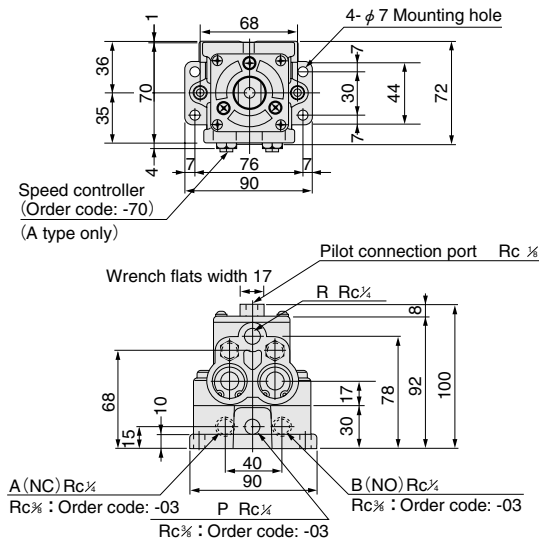 68
4- φ 7 Mounting hole
1
36
70
35
4
7
30
44
72
7
7
76
7
90
Speed controller
(Order code: -70)
(A type only)
Pilot connection port Rc ⅛
Wrench flats width 17
R Rc¼
8
68
10
15
17
30
78
92
100
40
90
A(NC)Rc¼
Rc⅜：Order code: -03
B(NO)Rc¼
Rc⅜：Order code: -03
P Rc¼
Rc⅜：Order code: -03